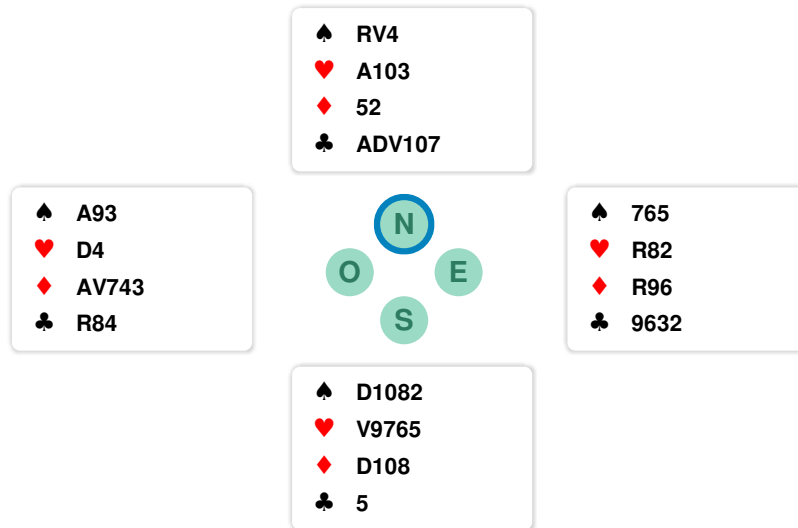 ♠ RV4
♥ A103
♦ 52
♣ ADV107
♠ A93
♥ D4
♦ AV743
♣ R84
N
O
E
S
♠ 765
♥ R82
♦ R96
♣ 9632
♠ D1082
♥ V9765
♦ D108
♣ 5